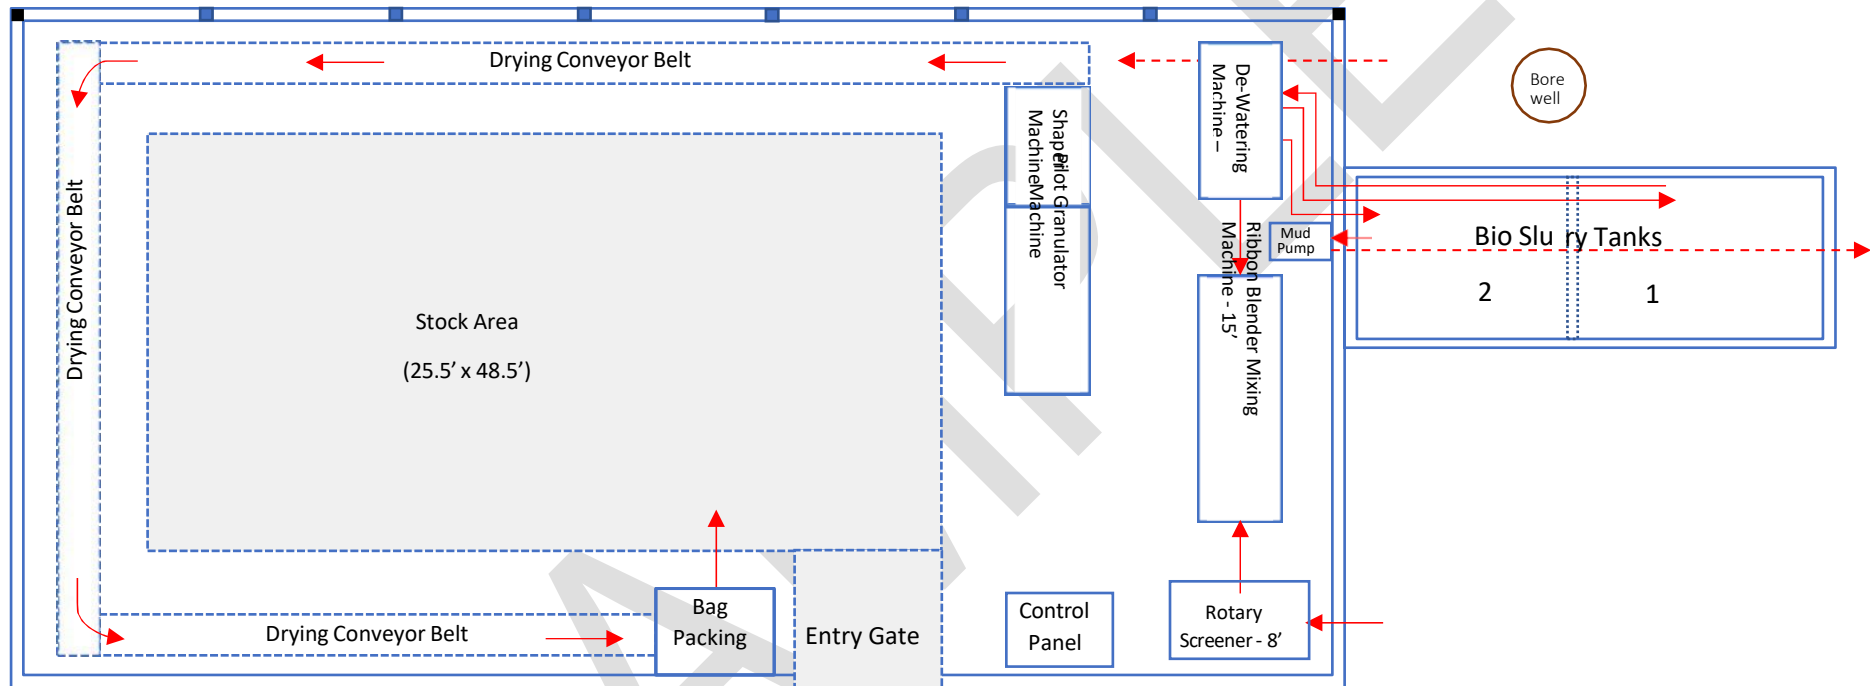 Drying Conveyor Belt
De-Watering
Machine –
Bore
well
Shaper
Machine
Pilot Granulator
Machine
Drying Conveyor Belt
Ribbon Blender Mixing
Machine - 15’
Mud
Pump
Bio Slu ry Tanks
2
1
Stock Area
(25.5’ x 48.5’)
Bag
Packing
Control
Panel
Rotary
Screener - 8’
Drying Conveyor Belt
Entry Gate